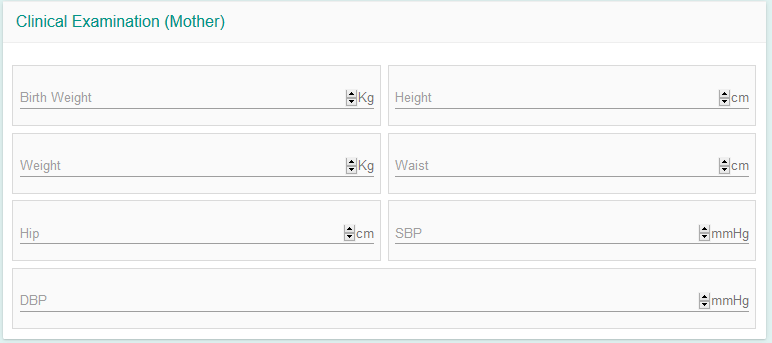 Clinical Examination (Mother)
Birth Weight Kg
Height cm
Weight Kg
Waist cm
Hip cm
SBP mmHg
DBP mmHg